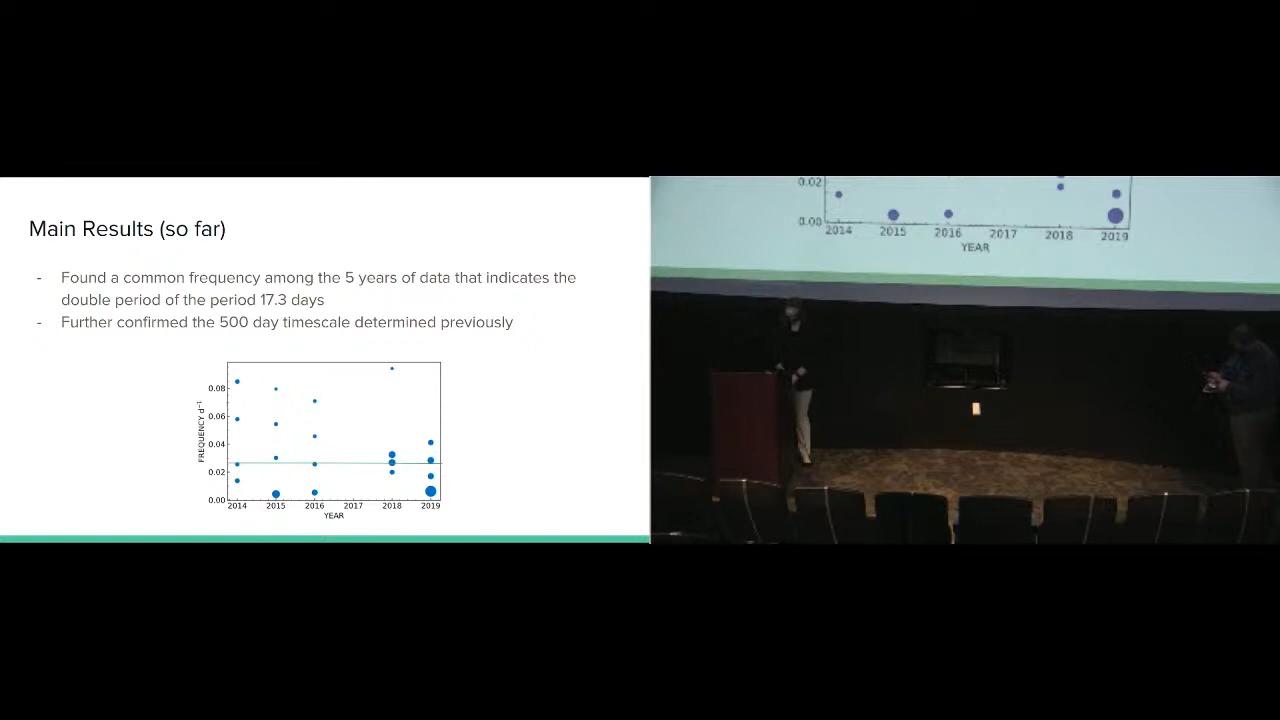 Main Results (so far)
- Found a common frequency among the 5 years of data that indicates the
double period of the period 17.3 days
- Further confirmed the 500 day timescale determined previously
FREQUENCY d⁻¹
0.08
0.06
0.04
0.02
0.00
2014 2015 2016 2017 2018 2019
YEAR
0.02
0.00
2014 2015 2016 2017 2018 2019
YEAR